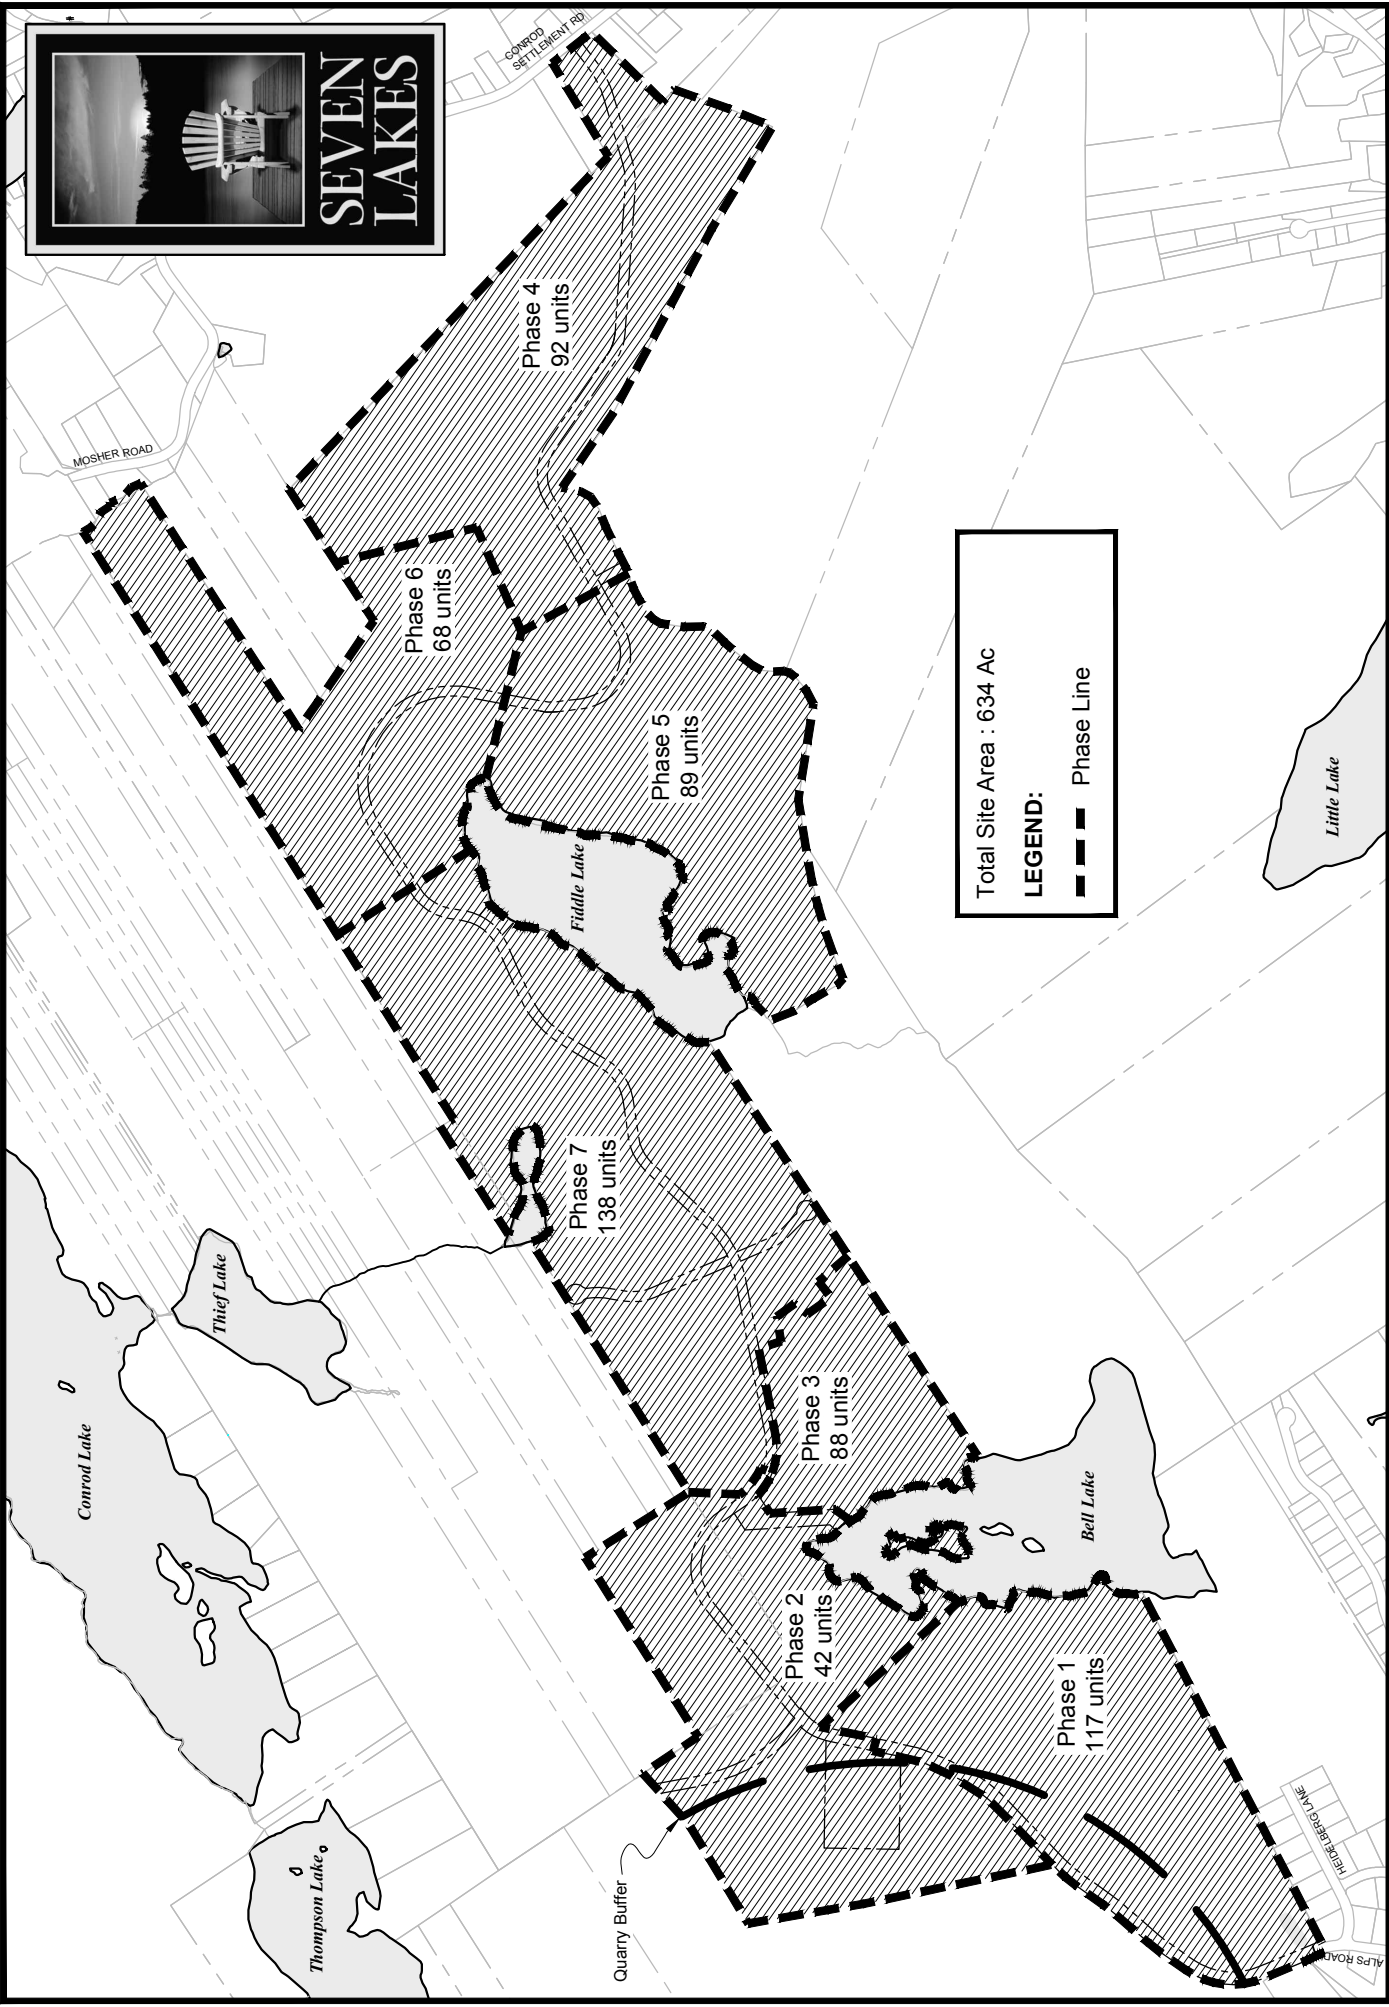 SEVEN
LAKES
CONROD
SETTLEMENT RD
MOSHER ROAD
Phase 4
92 units
Phase 6
68 units
Phase 5
89 units
Fiddle Lake
Phase 7
138 units
Thief Lake
Conrod Lake
Phase 3
88 units
Bell Lake
Phase 2
42 units
Phase 1
117 units
Thompson Lake
Quarry Buffer
HEIDELBERG LANE
ALPS ROAD
Little Lake
Total Site Area : 634 Ac
LEGEND:
Phase Line